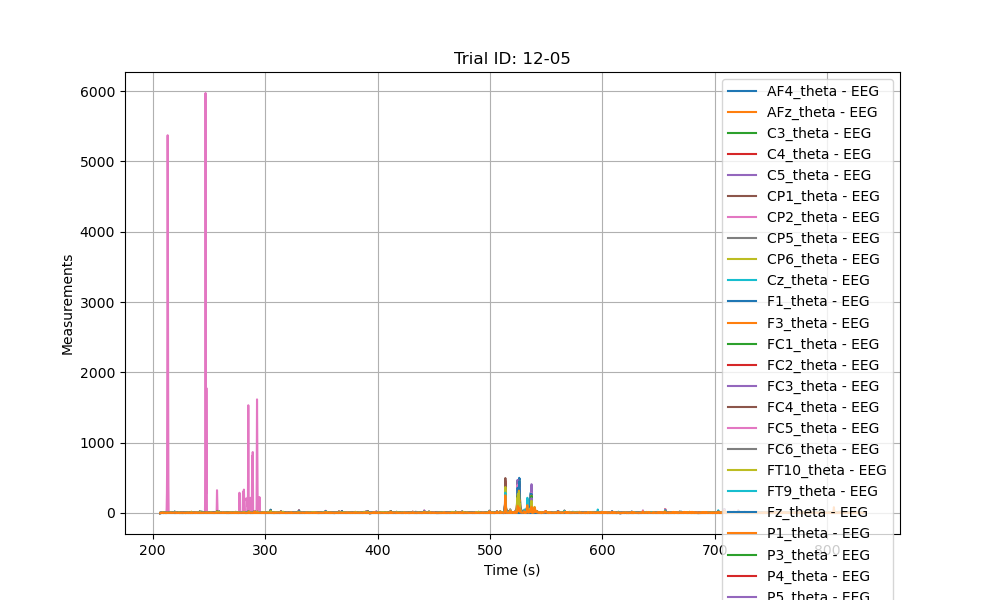 Trial ID: 12-05
Measurements
6000
5000
4000
3000
2000
1000
0
200
300
400
500
600
700
800
Time (s)
AF4_theta - EEG
AFz_theta - EEG
C3_theta - EEG
C4_theta - EEG
C5_theta - EEG
CP1_theta - EEG
CP2_theta - EEG
CP5_theta - EEG
CP6_theta - EEG
Cz_theta - EEG
F1_theta - EEG
F3_theta - EEG
FC1_theta - EEG
FC2_theta - EEG
FC3_theta - EEG
FC4_theta - EEG
FC5_theta - EEG
FC6_theta - EEG
FT10_theta - EEG
FT9_theta - EEG
Fz_theta - EEG
P1_theta - EEG
P3_theta - EEG
P4_theta - EEG
P5_theta - EEG